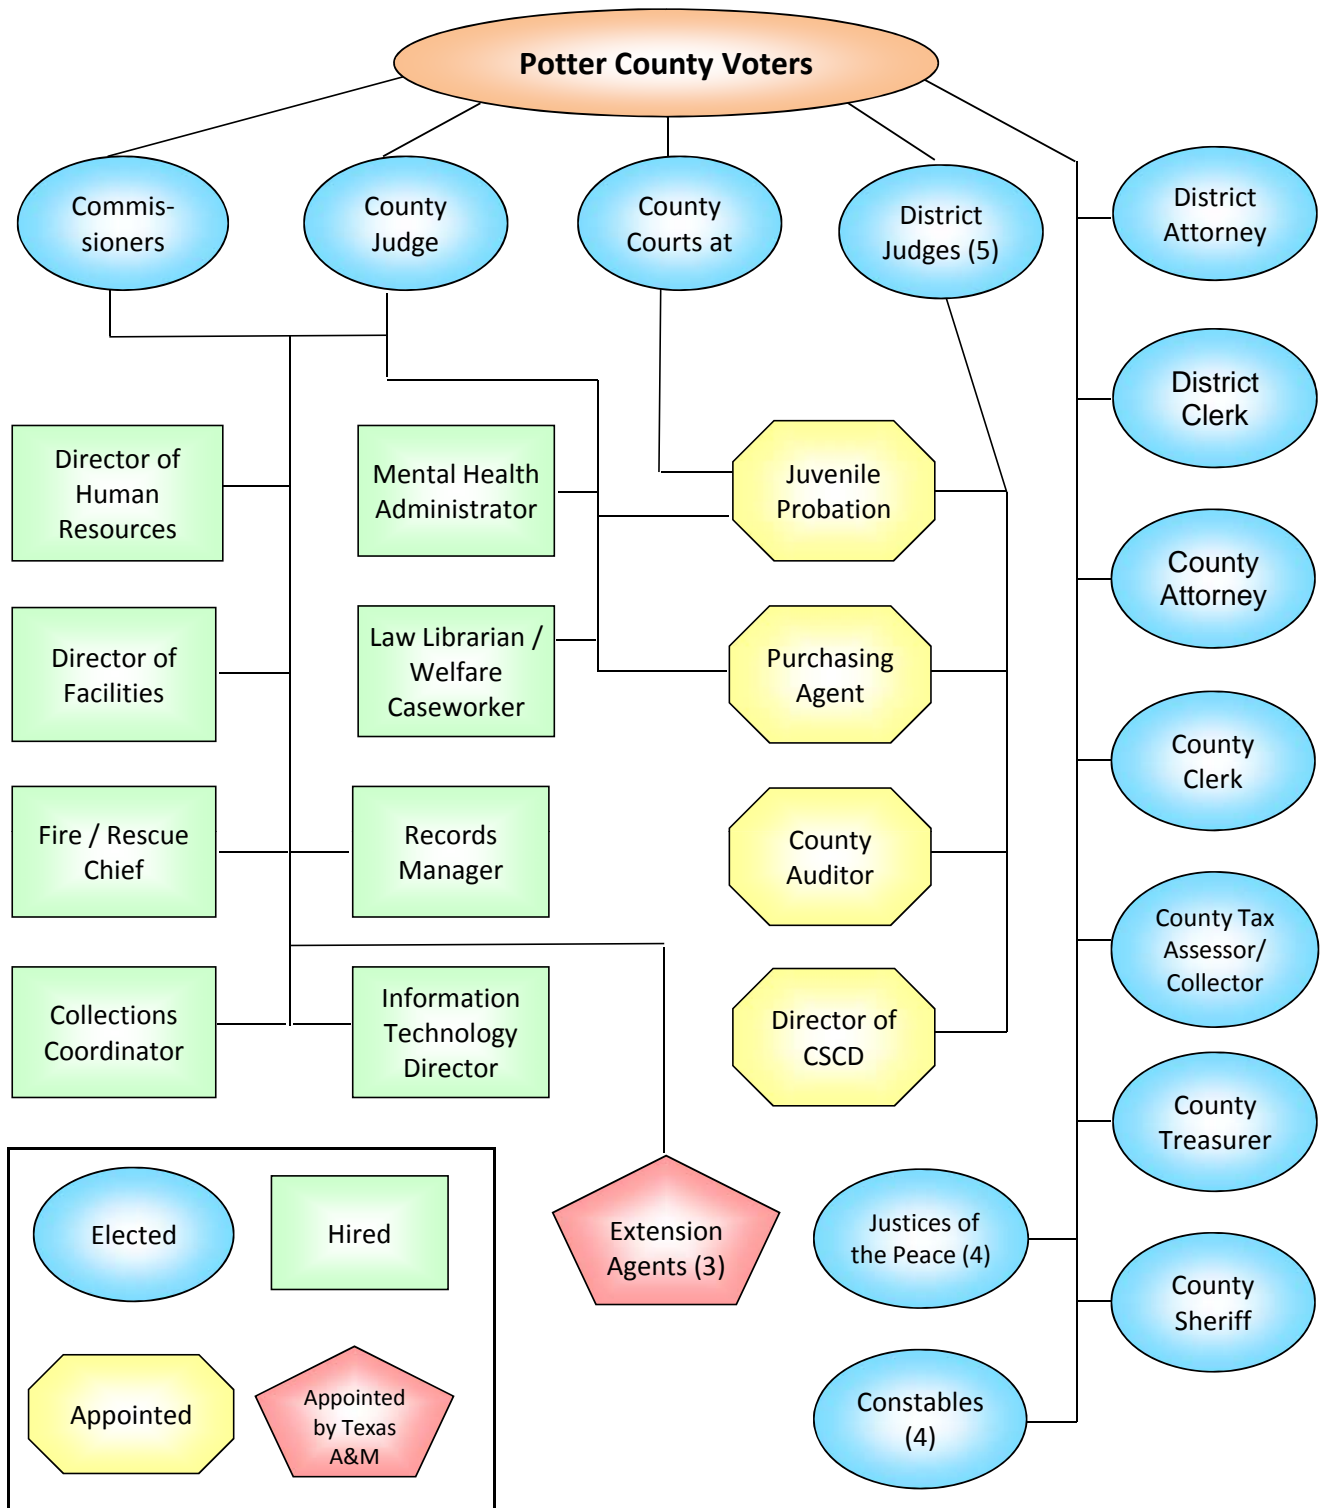 Potter County Voters
Commis-
sioners
County
Judge
County
Courts at
District
Judges (5)
District
Attorney
District
Clerk
County
Attorney
County
Clerk
County Tax
Assessor/
Collector
County
Treasurer
County
Sheriff
Justices of
the Peace (4)
Constables
(4)
Director of
Human
Resources
Mental Health
Administrator
Juvenile
Probation
Director of
Facilities
Law Librarian /
Welfare
Caseworker
Purchasing
Agent
Fire / Rescue
Chief
Records
Manager
County
Auditor
Collections
Coordinator
Information
Technology
Director
Director of
CSCD
Extension
Agents (3)
Elected
Hired
Appointed
Appointed
by Texas
A&M